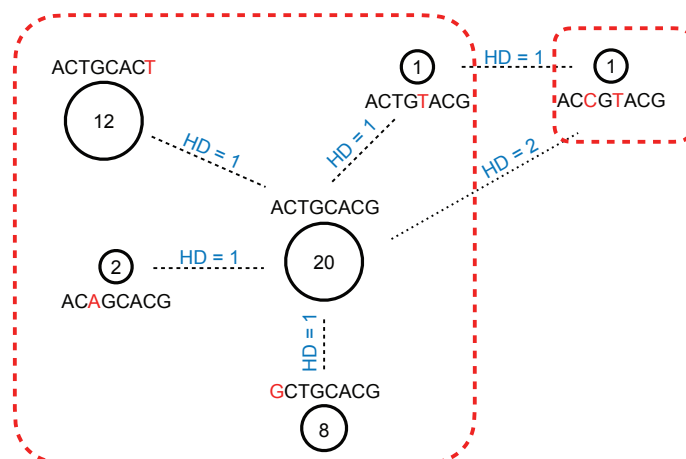 ACTGCACT
12
HD = 1
1
ACTGTACG
HD = 1
HD = 1
1
ACCGTACG
HD = 2
ACTGCACG
20
2
ACAGCACG
HD = 1
HD = 1
GCTGCACG
8